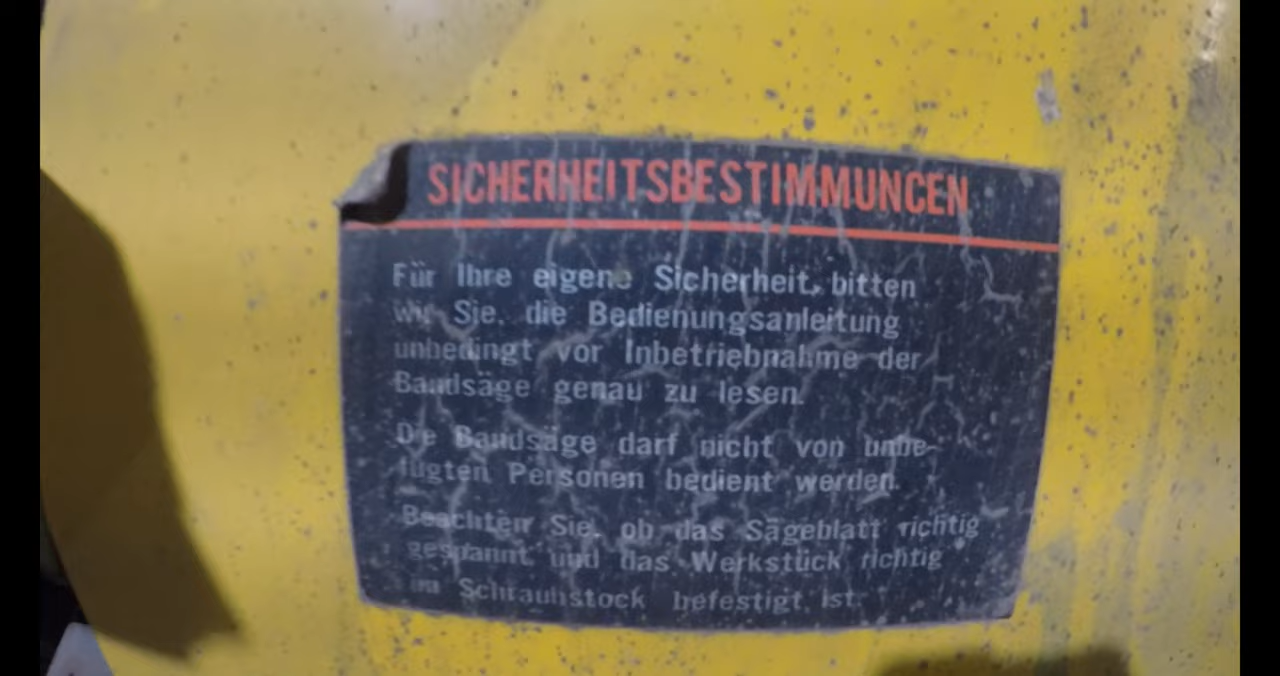 SICHERHEITSBESTIMMUNGEN
Für Ihre eigene Sicherheit, bitten
wir Sie, die Bedienungsanleitung
unbedingt vor Inbetriebnahme der
Bandsäge genau zu lesen.
Die Bandsäge darf nicht von unbe-
fugten Personen bedient werden.
Beachten Sie, ob das Sägeblatt richtig
gespannt und das Werkstück richtig
im Schraubstock befestigt ist.